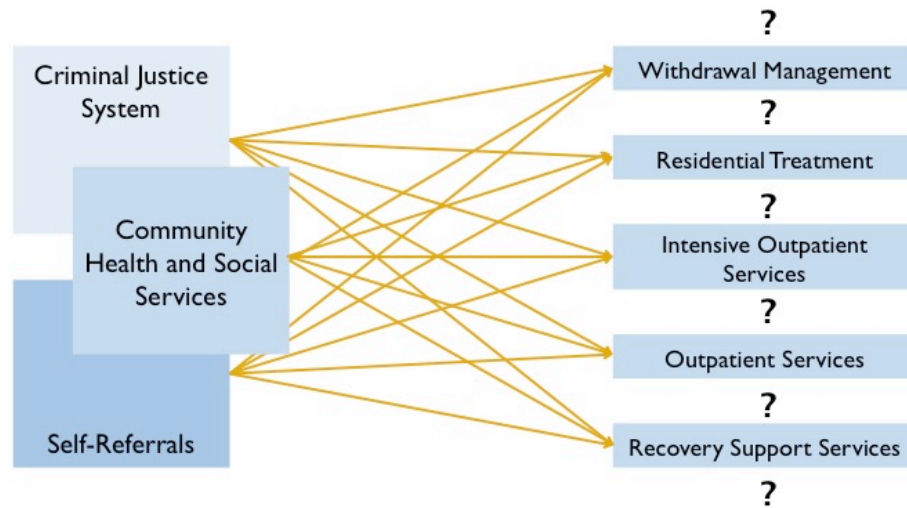 Criminal Justice
System
Community
Health and Social
Services
Self-Referrals
?
Withdrawal Management
?
Residential Treatment
?
Intensive Outpatient
Services
?
Outpatient Services
?
Recovery Support Services
?